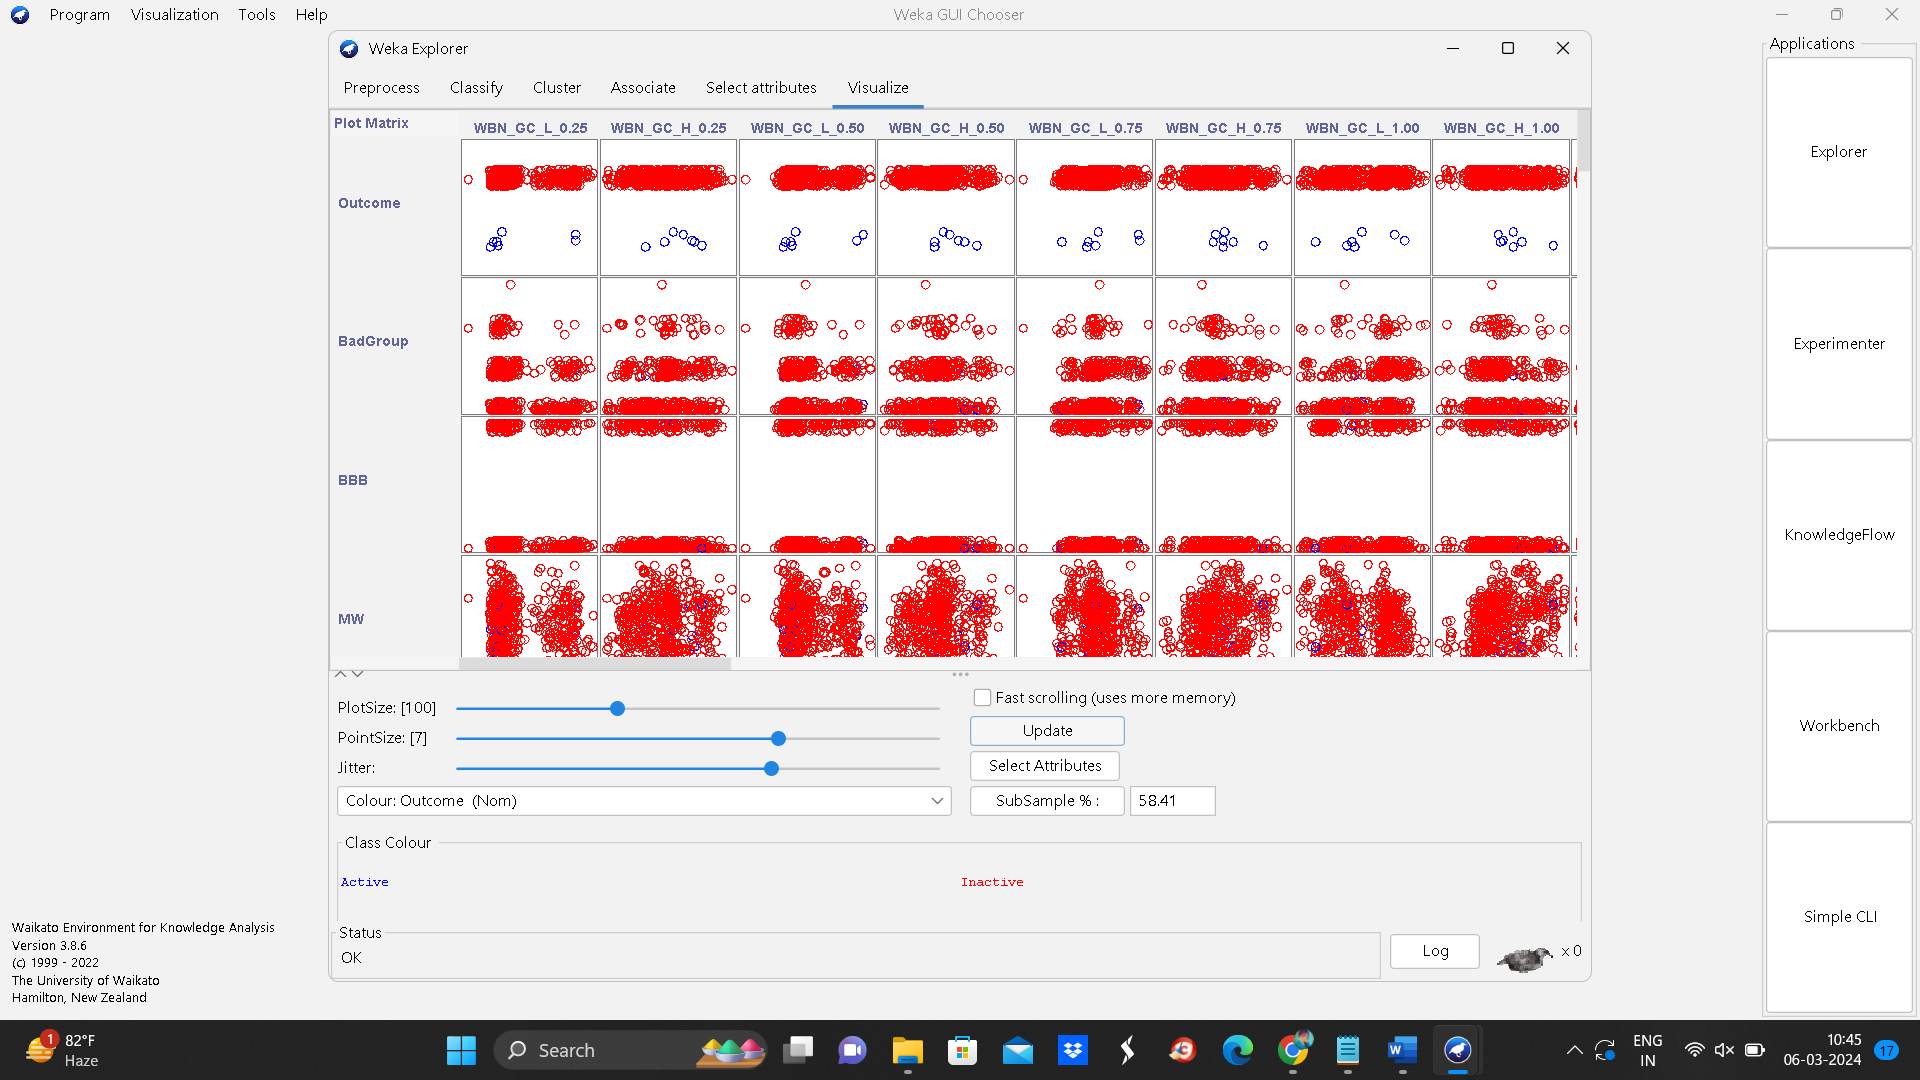 Program Visualization Tools Help
Weka GUI Chooser
Applications
Explorer
Experimenter
KnowledgeFlow
Workbench
Simple CLI
Weka Explorer
Preprocess Classify Cluster Associate Select attributes Visualize
Plot Matrix WBN_GC_L_0.25 WBN_GC_H_0.25 WBN_GC_L_0.50 WBN_GC_H_0.50 WBN_GC_L_0.75 WBN_GC_H_0.75 WBN_GC_L_1.00 WBN_GC_H_1.00
Outcome
BadGroup
BBB
MW
PlotSize: [100]
PointSize: [7]
Jitter:
Colour: Outcome (Nom)
Fast scrolling (uses more memory)
Update
Select Attributes
SubSample % : 58.41
Class Colour
Active Inactive
Status
OK
Log
x 0
Waikato Environment for Knowledge Analysis
Version 3.8.6
(c) 1999 - 2022
The University of Waikato
Hamilton, New Zealand
1
82°F
Haze
Search
ENG
IN
10:45
06-03-2024
17